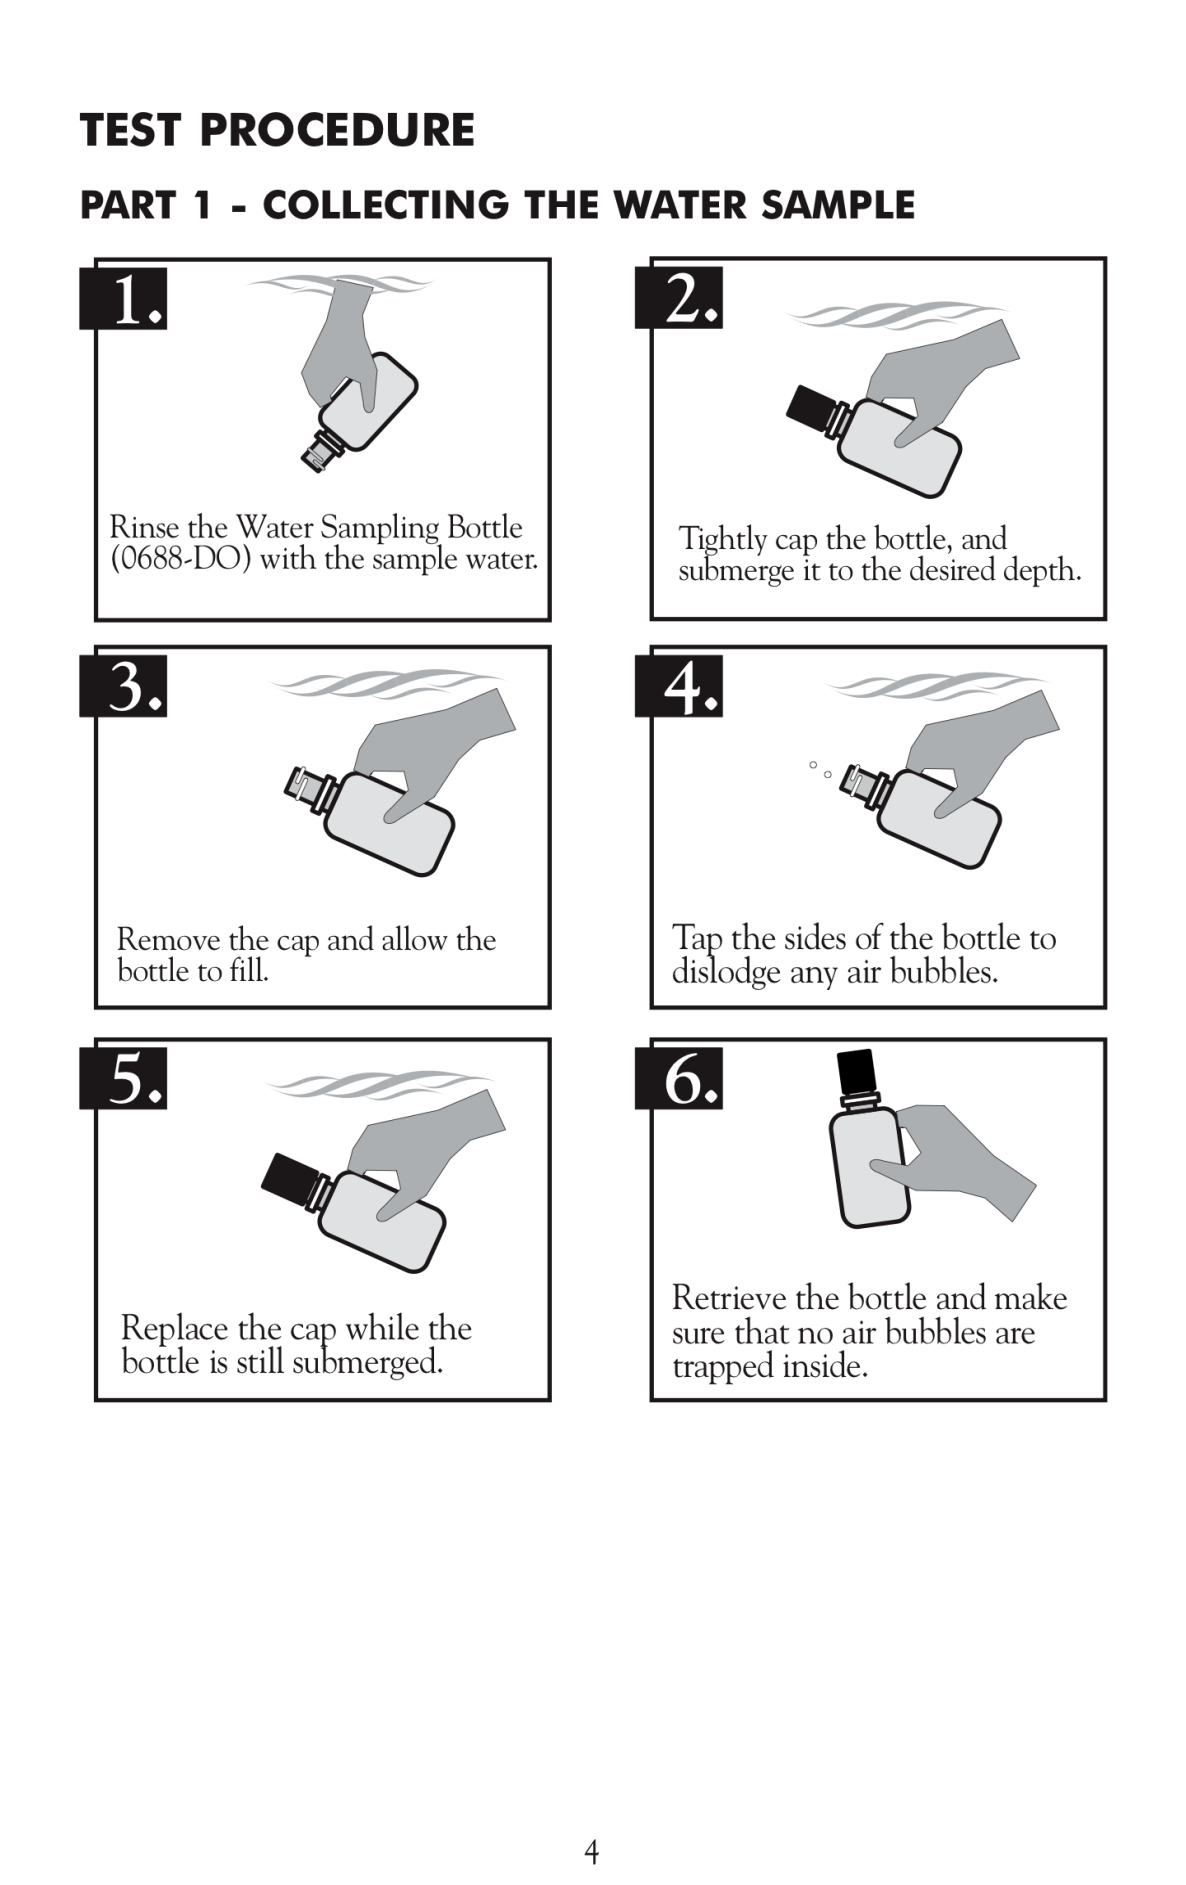 TEST PROCEDURE
PART 1 - COLLECTING THE WATER SAMPLE
1.
Rinse the Water Sampling Bottle
(0688-DO) with the sample water.
2.
Tightly cap the bottle, and
submerge it to the desired depth.
3.
Remove the cap and allow the
bottle to fill.
4.
Tap the sides of the bottle to
dislodge any air bubbles.
5.
Replace the cap while the
bottle is still submerged.
6.
Retrieve the bottle and make
sure that no air bubbles are
trapped inside.
4